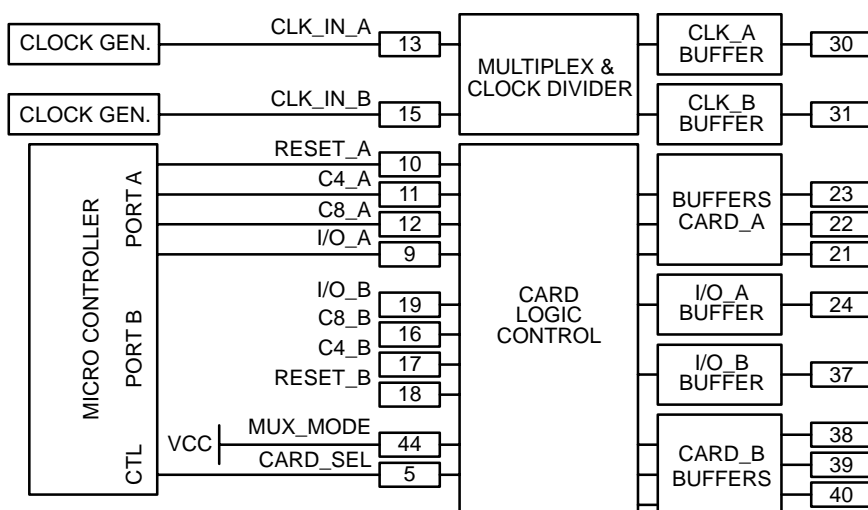 CLOCK GEN.
CLK_IN_A
13
MULTIPLEX &
CLOCK DIVIDER
CLK_A
BUFFER
30
CLOCK GEN.
CLK_IN_B
15
CLK_B
BUFFER
31
MICRO CONTROLLER
PORT A
PORT B
CTL
RESET_A
10
C4_A
11
C8_A
12
I/O_A
9
I/O_B
19
C8_B
16
C4_B
17
RESET_B
18
VCC
MUX_MODE
44
CARD_SEL
5
CARD
LOGIC
CONTROL
BUFFERS
CARD_A
23
22
21
I/O_A
BUFFER
24
I/O_B
BUFFER
37
CARD_B
BUFFERS
38
39
40